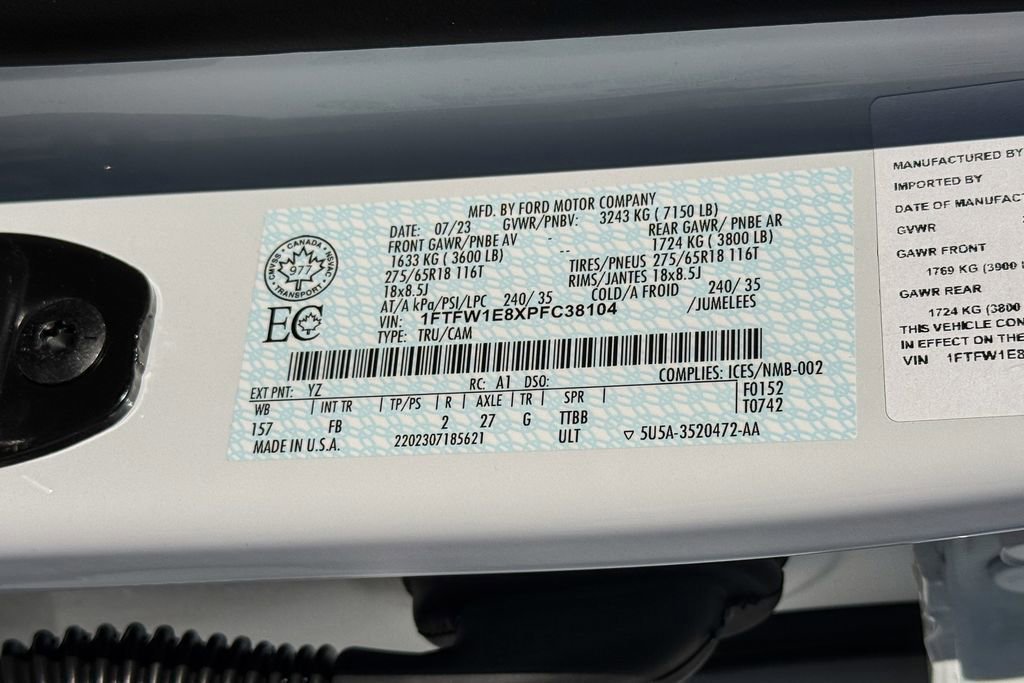 MFD. BY FORD MOTOR COMPANY
DATE: 07/23 GVWR/PNBV: 3243 KG ( 7150 LB)
FRONT GAWR/PNBE AV - REAR GAWR/ PNBE AR
1633 KG ( 3600 LB) -- 1724 KG ( 3800 LB)
275/65R18 116T TIRES/PNEUS 275/65R18 116T
18x8.5J RIMS/JANTES 18x8.5J
AT/A kPa/PSI/LPC 240/ 35 COLD/A FROID 240/ 35
VIN: 1FTFW1E8XPFC38104 /JUMELEES
TYPE: TRU/CAM
CANADA
CMVSS
977
NSVAC
TRANSPORT
EC
EXT PNT: YZ RC: A1 DSO: COMPLIES: ICES/NMB-002
WB | INT TR | TP/PS | R | AXLE | TR | SPR | F0152
157 FB 2 27 G TTBB T0742
MADE IN U.S.A. 2202307185621 ULT ▽ 5U5A-3520472-AA
MANUFACTURED BY
IMPORTED BY
DATE OF MANUFACT
GVWR
GAWR FRONT
1769 KG (3900
GAWR REAR
1724 KG (3800
THIS VEHICLE CON
IN EFFECT ON THE
VIN 1FTFW1E8